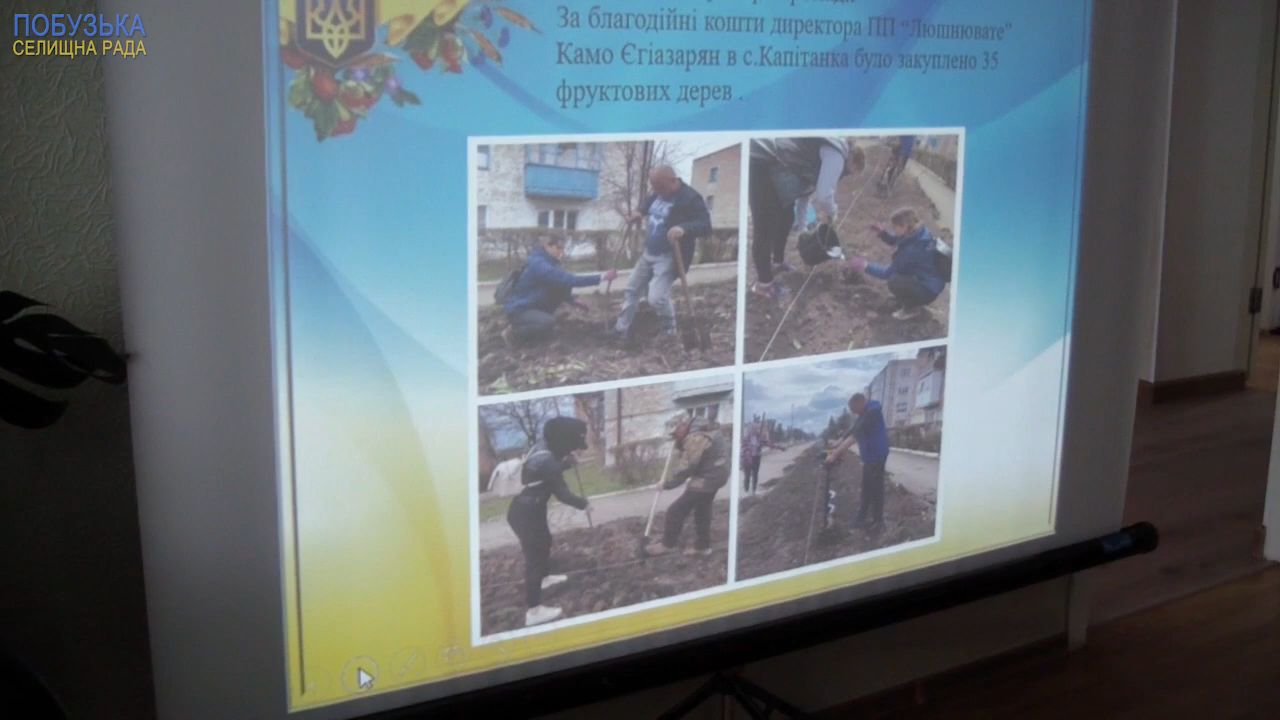 ПОБУЗЬКА
СЕЛИЩНА РАДА
За благодійні кошти директора ПП “Люшнювате”
Камо Єгіазарян в с.Капітанка було закуплено 35
фруктових дерев .